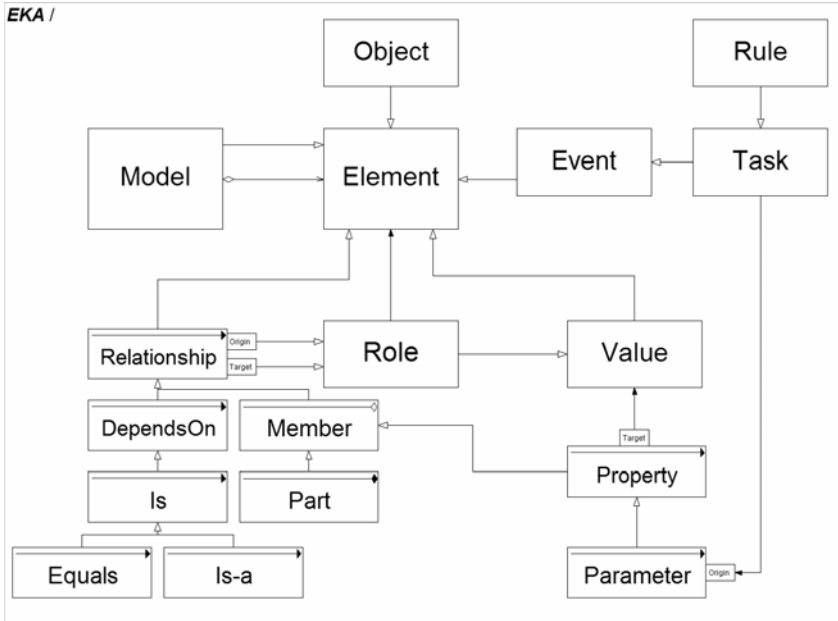 EKA /
Object
Rule
Model
Element
Event
Task
Relationship
Origin
Target
Role
Value
DependsOn
Member
Target
Property
Is
Part
Equals
Is-a
Parameter
Origin